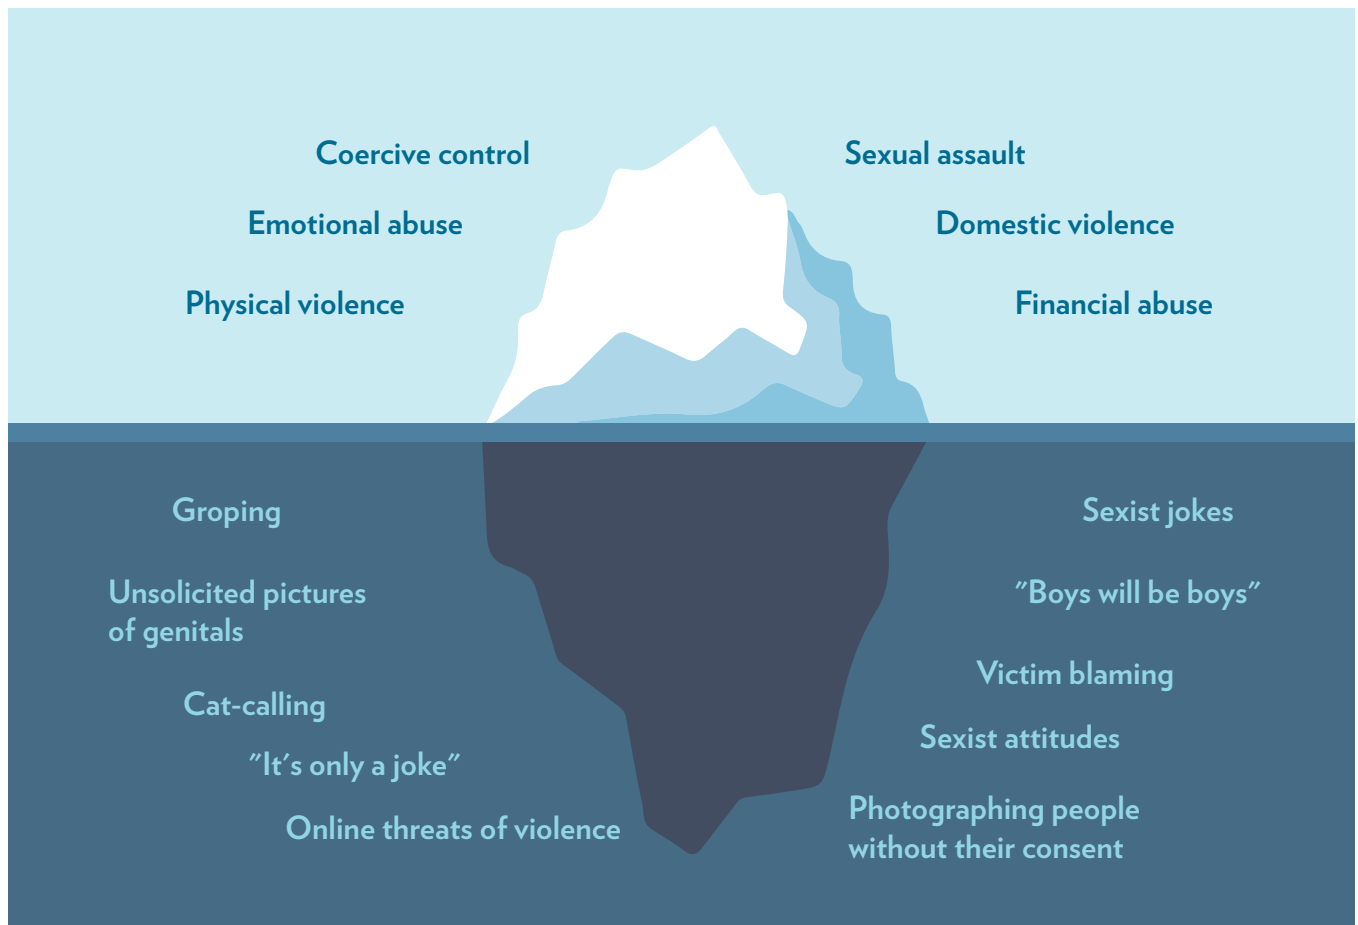 Coercive control
Emotional abuse
Physical violence
Sexual assault
Domestic violence
Financial abuse
Groping
Unsolicited pictures
of genitals
Cat-calling
"It's only a joke"
Online threats of violence
Sexist jokes
"Boys will be boys"
Victim blaming
Sexist attitudes
Photographing people
without their consent